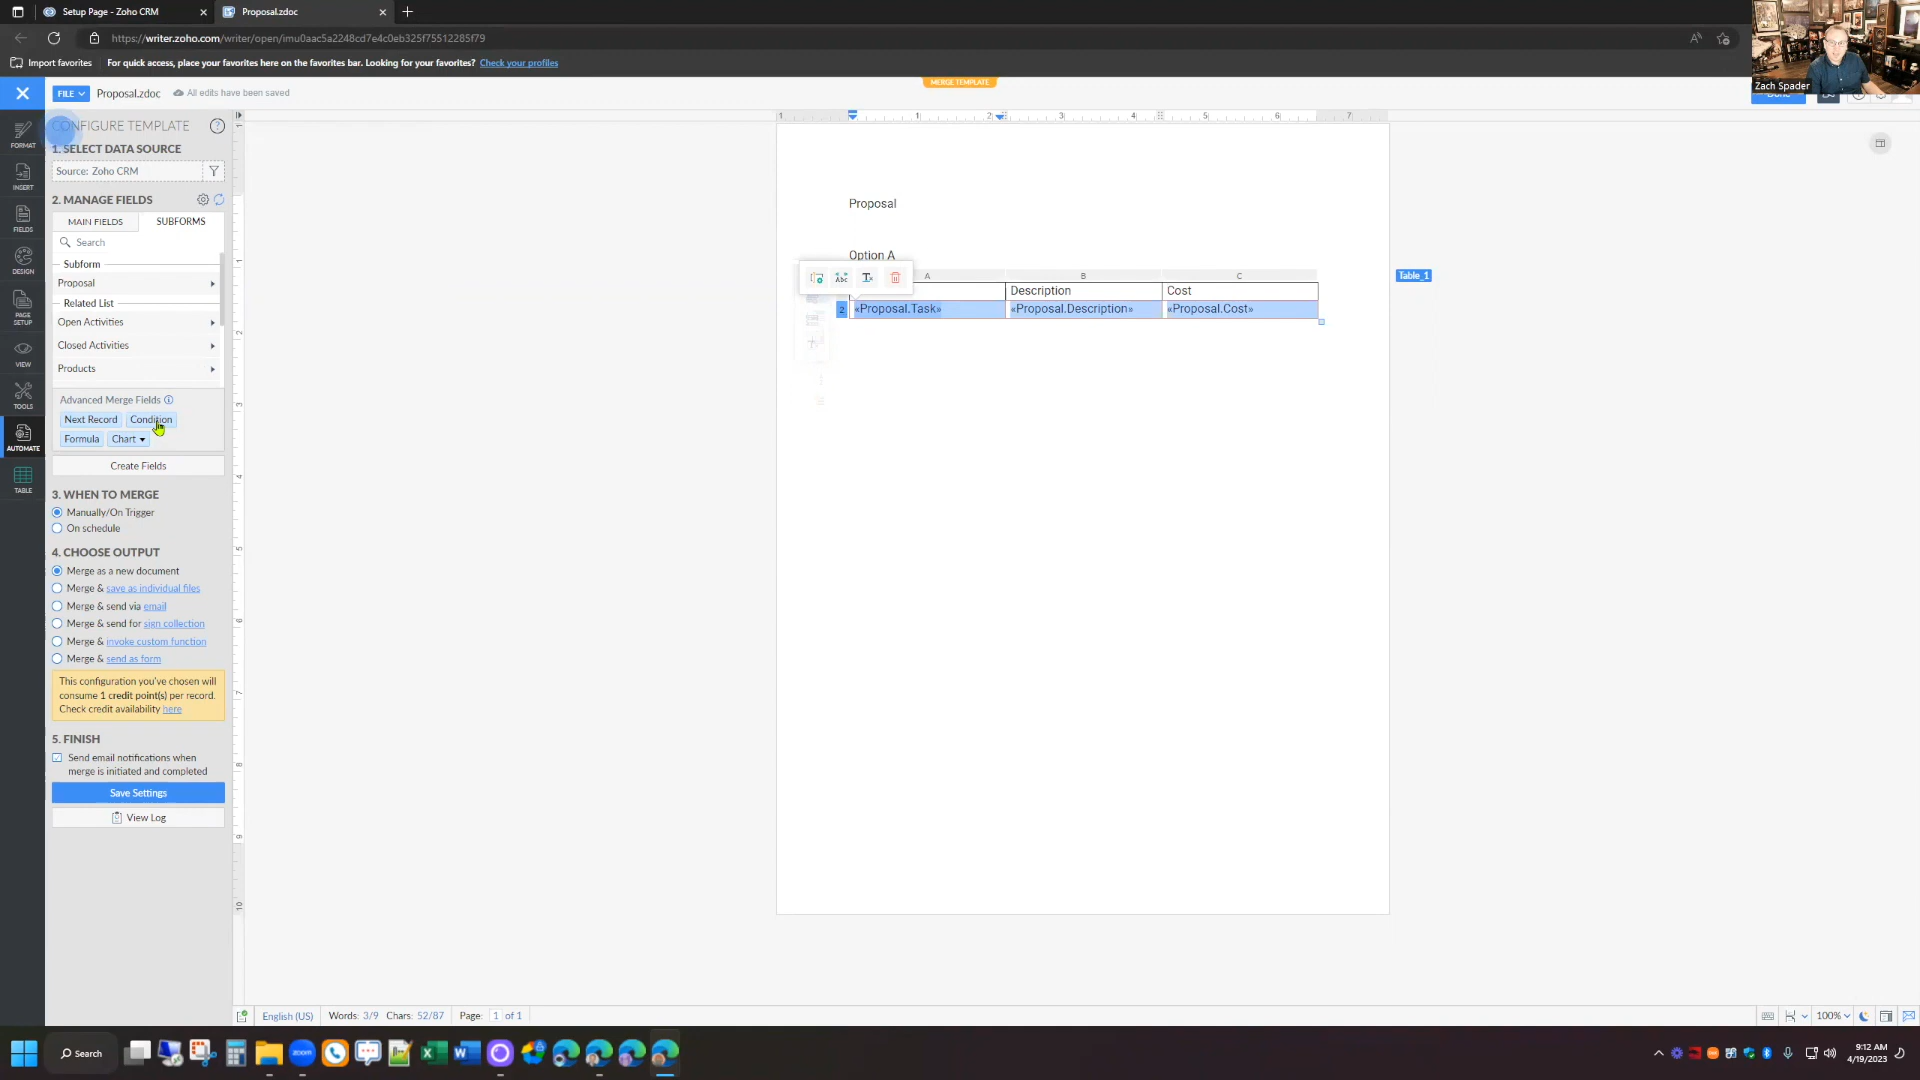 Setup Page - Zoho CRM
Proposal.zdoc
https://writer.zoho.com/writer/open/imu0aac5a2248cd7e4c0eb325f75512285f79
Import favorites
For quick access, place your favorites here on the favorites bar. Looking for your favorites? Check your profiles
Zach Spader
FILE
Proposal.zdoc
All edits have been saved
MERGE TEMPLATE
FORMAT
INSERT
FIELDS
DESIGN
PAGE SETUP
VIEW
TOOLS
AUTOMATE
TABLE
CONFIGURE TEMPLATE
1. SELECT DATA SOURCE
Source: Zoho CRM
2. MANAGE FIELDS
MAIN FIELDS
SUBFORMS
Search
Subform
Proposal
Related List
Open Activities
Closed Activities
Products
Advanced Merge Fields
Next Record
Condition
Formula
Chart
Create Fields
3. WHEN TO MERGE
Manually/On Trigger
On schedule
4. CHOOSE OUTPUT
Merge as a new document
Merge & save as individual files
Merge & send via email
Merge & send for sign collection
Merge & invoke custom function
Merge & send as form
This configuration you've chosen will
consume 1 credit point(s) per record.
Check credit availability here
5. FINISH
Send email notifications when
merge is initiated and completed
Save Settings
View Log
Proposal
Option A
A B C
Description Cost
2 «Proposal.Task» «Proposal.Description» «Proposal.Cost»
Table_1
English (US)
Words: 3/9
Chars: 52/87
Page: 1 of 1
100%
Search
9:12 AM
4/19/2023